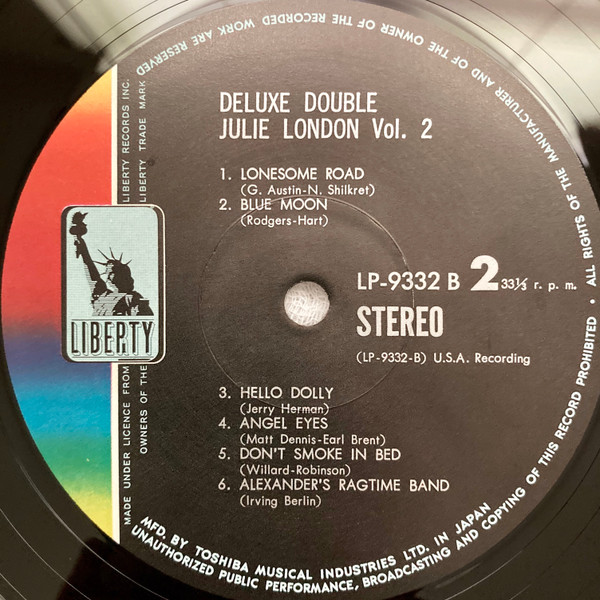 DELUXE DOUBLE
JULIE LONDON Vol. 2
1. LONESOME ROAD
(G. Austin-N. Shilkret)
2. BLUE MOON
(Rodgers-Hart)
LP-9332 B 2 33⅓ r. p. m.
STEREO
(LP-9332-B) U.S.A. Recording
3. HELLO DOLLY
(Jerry Herman)
4. ANGEL EYES
(Matt Dennis-Earl Brent)
5. DON'T SMOKE IN BED
(Willard-Robinson)
6. ALEXANDER'S RAGTIME BAND
(Irving Berlin)
LIBERTY
MADE UNDER LICENCE FROM LIBERTY RECORDS INC.
OWNERS OF THE LIBERTY TRADE MARK
MFD. BY TOSHIBA MUSICAL INDUSTRIES LTD. IN JAPAN
UNAUTHORIZED PUBLIC PERFORMANCE, BROADCASTING AND COPYING OF THIS RECORD PROHIBITED • ALL RIGHTS OF THE MANUFACTURER AND OF THE OWNER OF THE RECORDED WORK ARE RESERVED